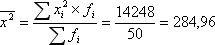 x̄² = ∑ xᵢ² × fᵢ / ∑ fᵢ = 14248 / 50 = 284,96